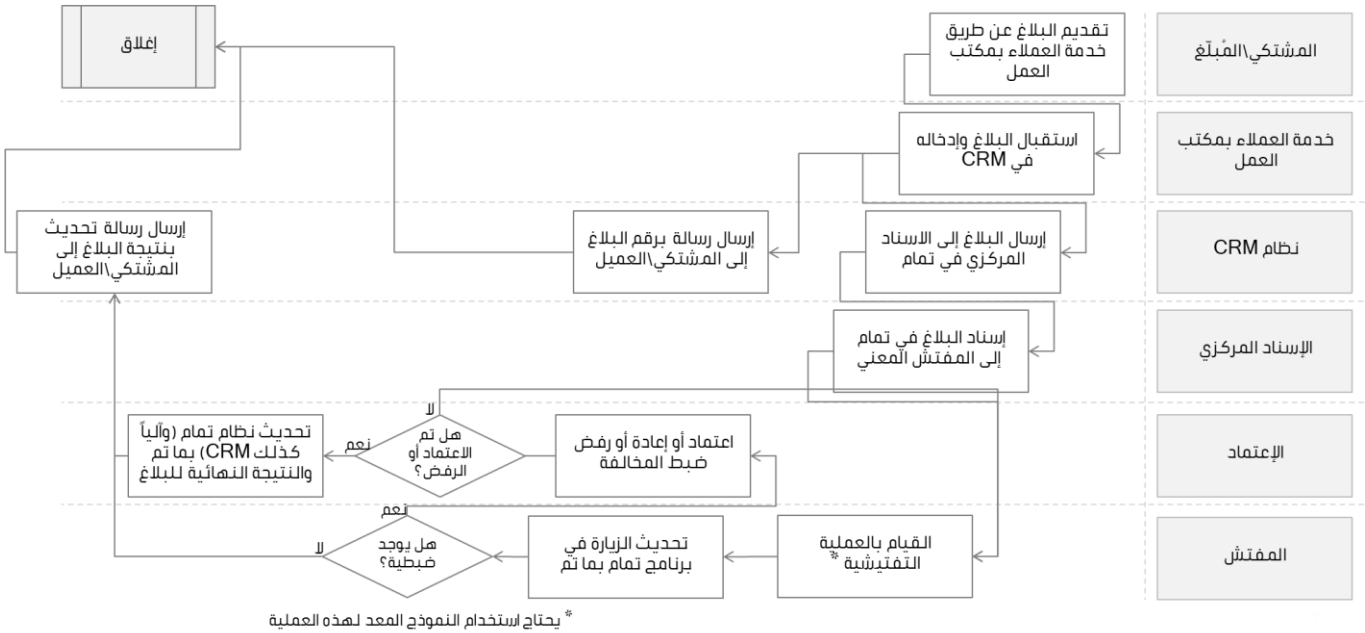 المشتكي\المُبلّغ
تقديم البلاغ عن طريق
خدمة العملاء بمكتب
العمل
إغلاق
خدمة العملاء بمكتب
العمل
استقبال البلاغ وإدخاله
في CRM
نظام CRM
إرسال البلاغ إلى الاسناد
المركزي في تمام
إرسال رسالة برقم البلاغ
إلى المشتكي\العميل
إرسال رسالة تحديث
بنتيجة البلاغ إلى
المشتكي\العميل
الإسناد المركزي
إسناد البلاغ في تمام
إلى المفتش المعني
الإعتماد
اعتماد أو إعادة أو رفض
ضبط المخالفة
هل تم
الاعتماد أو
الرفض؟
لا
نعم
تحديث نظام تمام (وآلياً
كذلك CRM) بما تم
والنتيجة النهائية للبلاغ
المفتش
القيام بالعملية
التفتيشية *
تحديث الزيارة في
برنامج تمام بما تم
هل يوجد
ضبطية؟
نعم
لا
* يحتاج استخدام النموذج المعد لهذه العملية